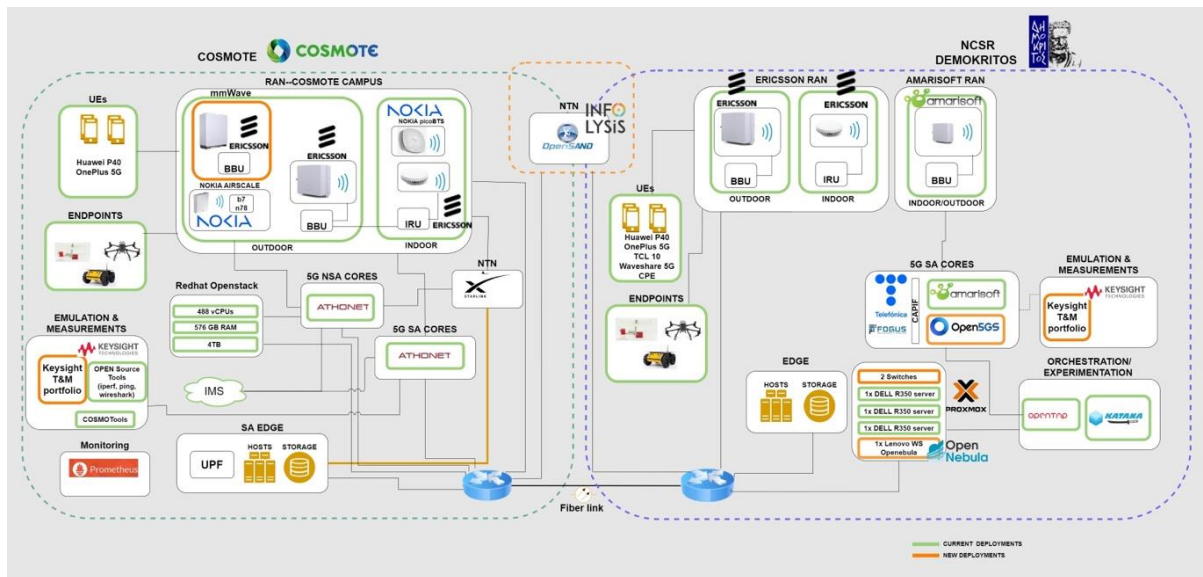 COSMOTE
COSMOTE
RAN--COSMOTE CAMPUS
UEs
Huawei P40
OnePlus 5G
mmWave
ERICSSON
BBU
NOKIA AIRSCALE
b7
n78
NOKIA
ERICSSON
BBU
OUTDOOR
NOKIA
NOKIA picoBTS
IRU
ERICSSON
INDOOR
ENDPOINTS
NTN
INFOLYSiS
OpenSAND
NTN
STARLINK
Redhat Openstack
488 vCPUs
576 GB RAM
4TB
5G NSA CORES
ATHONET
5G SA CORES
ATHONET
EMULATION &
MEASUREMENTS
KEYSIGHT
TECHNOLOGIES
Keysight
T&M
portfolio
OPEN Source
Tools
(iperf, ping,
wireshark)
COSMOTools
IMS
Monitoring
Prometheus
SA EDGE
UPF
HOSTS
STORAGE
Fiber link
NCSR
DEMOKRITOS
ΔΗΜΟΚΡΙΤΟΣ
ERICSSON RAN
ERICSSON
BBU
OUTDOOR
ERICSSON
IRU
INDOOR
AMARISOFT RAN
amarisoft
BBU
INDOOR/OUTDOOR
UEs
Huawei P40
OnePlus 5G
TCL 10
Waveshare 5G
CPE
ENDPOINTS
5G SA CORES
Telefónica
FOGUS
CAPIF
amarisoft
Open5GS
EMULATION &
MEASUREMENTS
KEYSIGHT
TECHNOLOGIES
Keysight
T&M
portfolio
EDGE
HOSTS
STORAGE
2 Switches
1x DELL R350 server
1x DELL R350 server
1x DELL R350 server
1x Lenovo WS
Openebula
PROXMOX
Open
Nebula
ORCHESTRATION/
EXPERIMENTATION
OPENTAP
KATANA
CURRENT DEPLOYMENTS
NEW DEPLOYMENTS